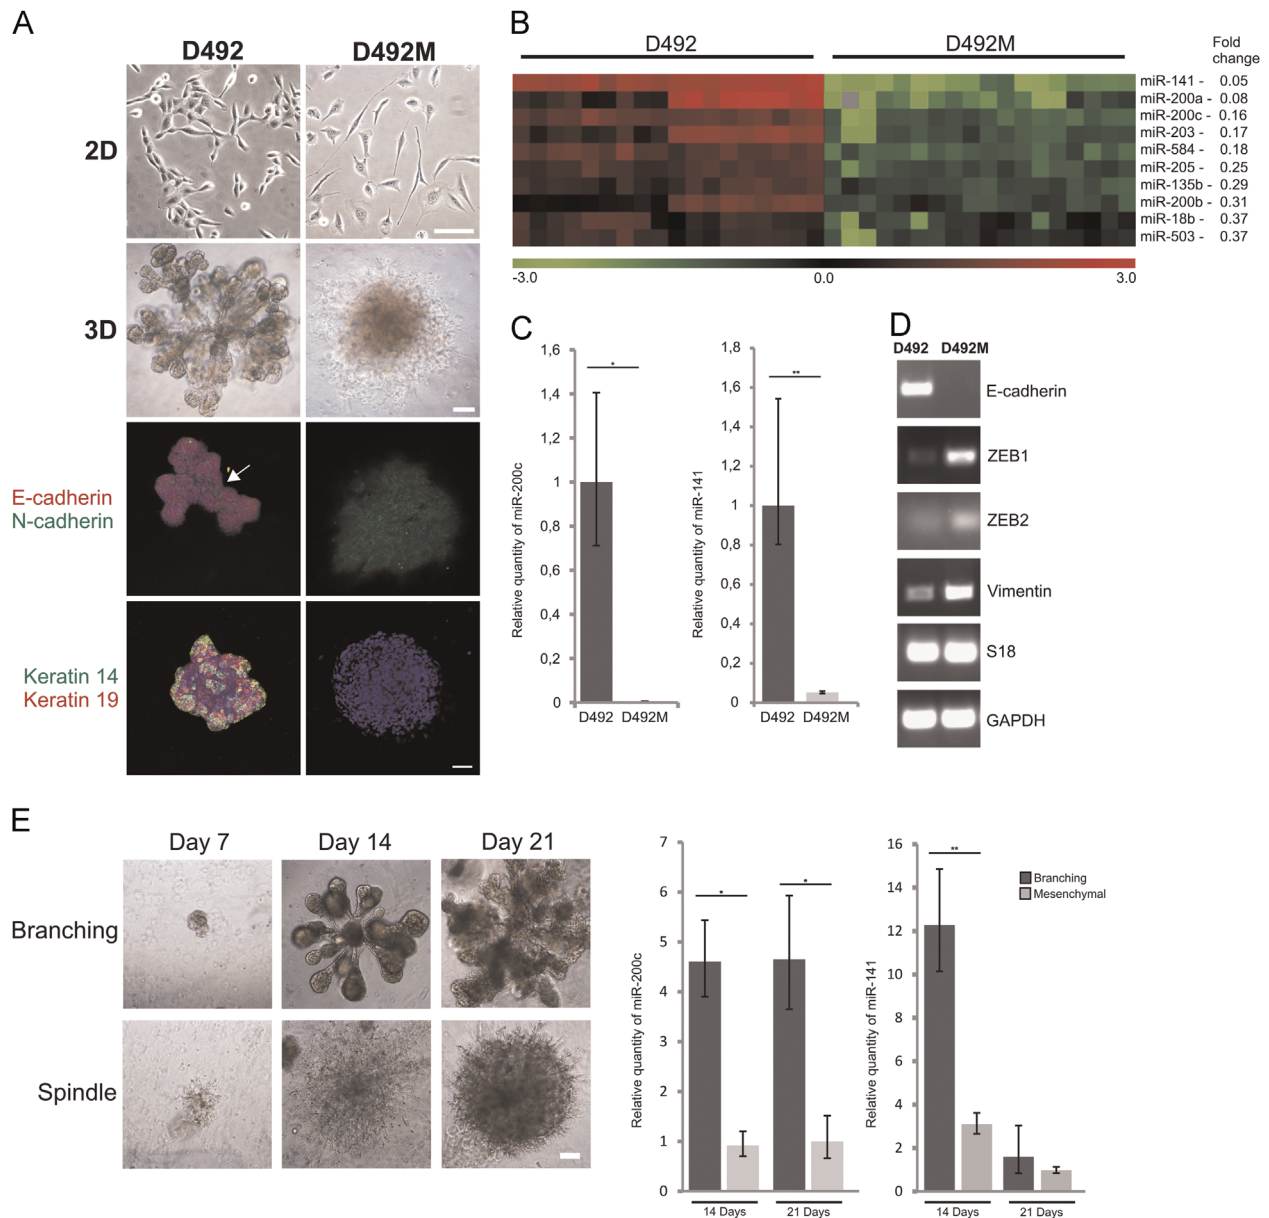 A
D492
D492M
2D
3D
E-cadherin
N-cadherin
Keratin 14
Keratin 19
B
D492
D492M
Fold
change
miR-141 - 0.05
miR-200a - 0.08
miR-200c - 0.16
miR-203 - 0.17
miR-584 - 0.18
miR-205 - 0.25
miR-135b - 0.29
miR-200b - 0.31
miR-18b - 0.37
miR-503 - 0.37
-3.0
0.0
3.0
C
Relative quantity of miR-200c
1,6
1,4
1,2
1
0,8
0,6
0,4
0,2
0
*
D492
D492M
Relative quantity of miR-141
1,8
1,6
1,4
1,2
1
0,8
0,6
0,4
0,2
0
**
D492
D492M
D
D492
D492M
E-cadherin
ZEB1
ZEB2
Vimentin
S18
GAPDH
E
Day 7
Day 14
Day 21
Branching
Spindle
Relative quantity of miR-200c
7
6
5
4
3
2
1
0
*
*
14 Days
21 Days
Relative quantity of miR-141
16
14
12
10
8
6
4
2
0
**
14 Days
21 Days
Branching
Mesenchymal